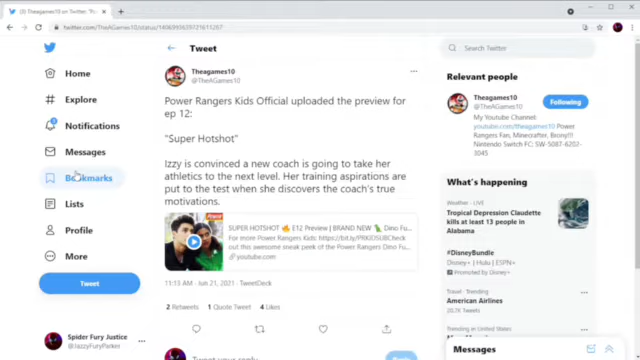 (3) Theagames10 on Twitter: "Po
twitter.com/TheAGames10/status/1406993629721611267
Home
Explore
Notifications
Messages
Bookmarks
Lists
Profile
More
Tweet
Spider Fury Justice
@JazzyFuryParker
Tweet
Theagames10
@TheAGames10
Power Rangers Kids Official uploaded the preview for
ep 12:
"Super Hotshot"
Izzy is convinced a new coach is going to take her
athletics to the next level. Her training aspirations are
put to the test when she discovers the coach's true
motivations.
SUPER HOTSHOT 🔥 E12 Preview | BRAND NEW 🦖 Dino Fu...
For more Power Rangers Kids: https://bit.ly/PRKIDSUBCheck
out this awesome sneak peek of the Power Rangers Dino Fu...
youtube.com
11:13 AM · Jun 21, 2021 · TweetDeck
2 Retweets 1 Quote Tweet 4 Likes
Tweet your reply
Reply
Search Twitter
Relevant people
Theagames10
@TheAGames10
Following
My Youtube Channel:
youtube.com/theagames10 Power
Rangers Fan, Minecrafter, Brony!!!
Nintendo Switch FC: SW-5087-6202-
3045
What's happening
Weather · LIVE
Tropical Depression Claudette
kills at least 13 people in
Alabama
#DisneyBundle
Disney+ | Hulu | ESPN+
Promoted by Disney+
Travel · Trending
American Airlines
20.7K Tweets
Trending in United States
Messages